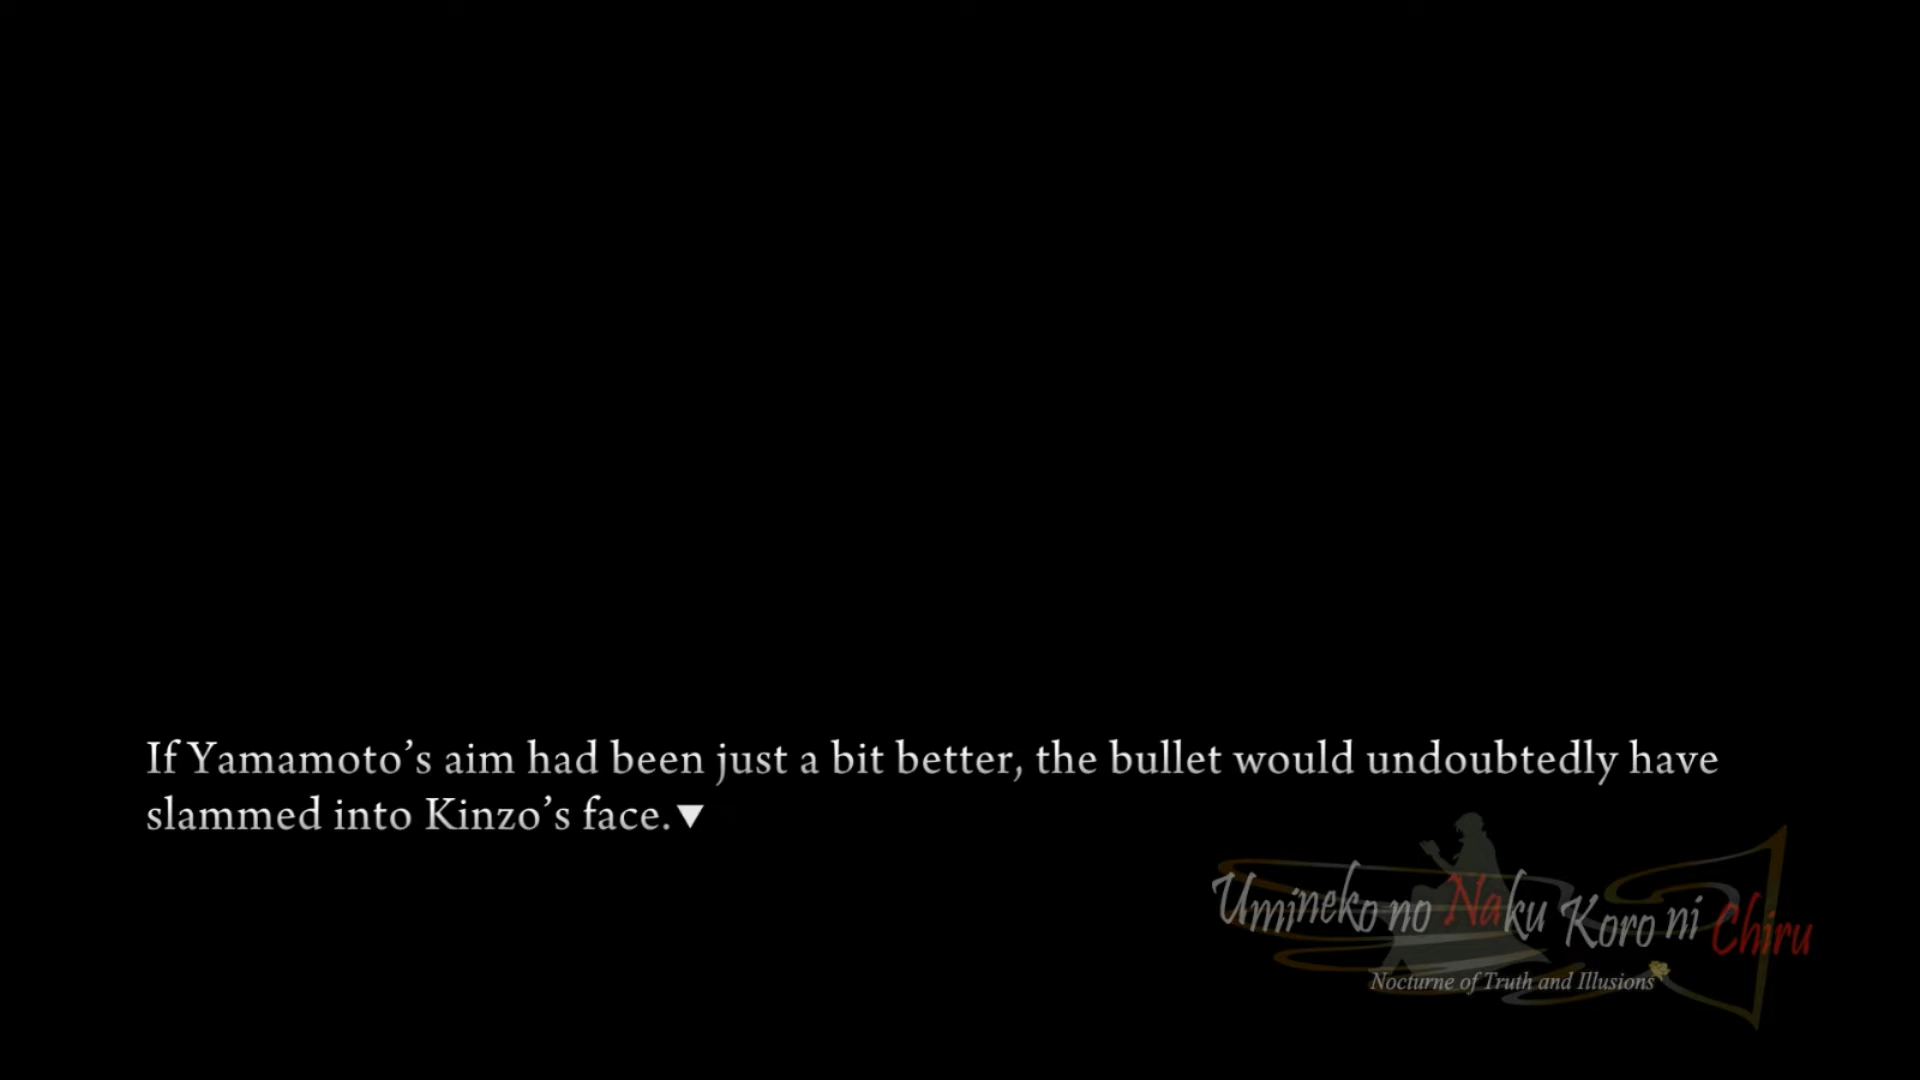 If Yamamoto’s aim had been just a bit better, the bullet would undoubtedly have
slammed into Kinzo’s face.▼
Umineko no Naku Koro ni Chiru
Nocturne of Truth and Illusions